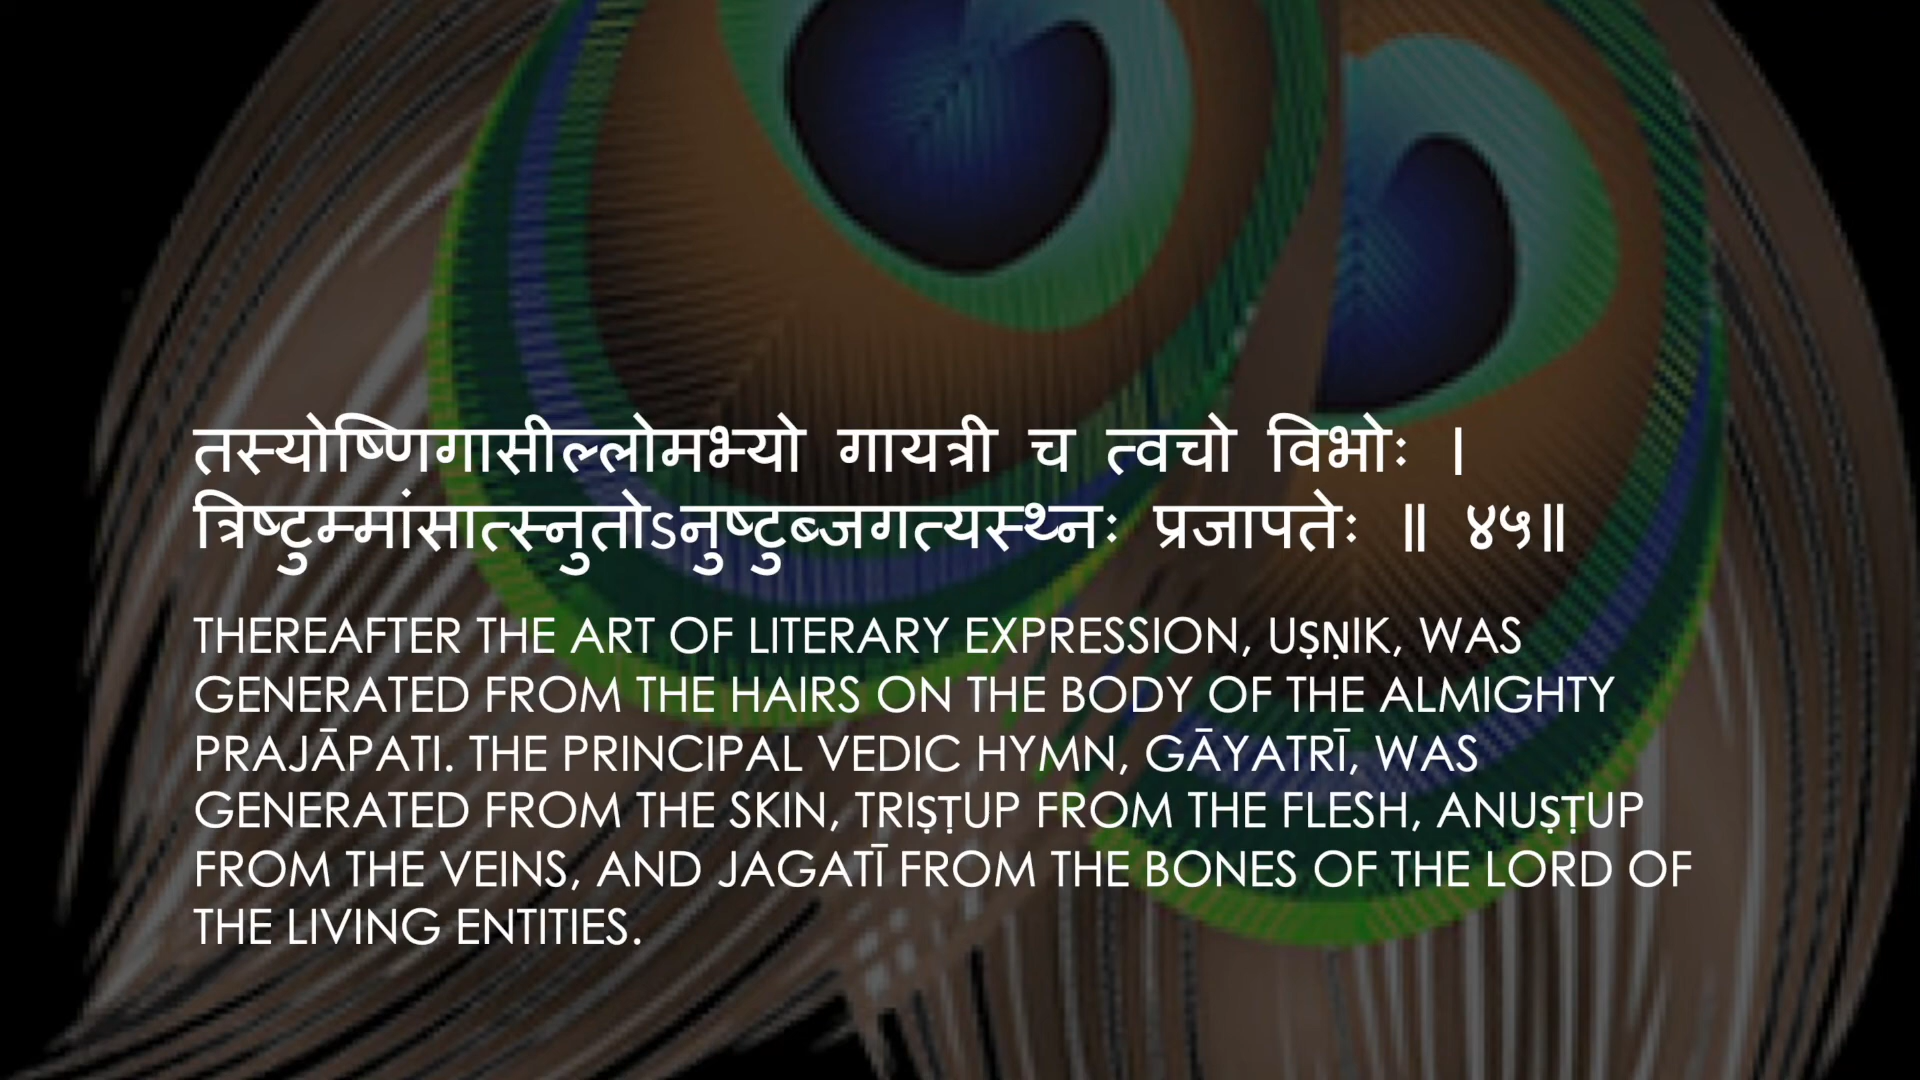 तस्योष्णिगासील्लोमभ्यो गायत्री च त्वचो विभोः ।
त्रिष्टुम्मांसात्स्नुतोऽनुष्टुब्जगत्यस्थ्नः प्रजापतेः ॥ ४५॥
THEREAFTER THE ART OF LITERARY EXPRESSION, UṢṆIK, WAS
GENERATED FROM THE HAIRS ON THE BODY OF THE ALMIGHTY
PRAJĀPATI. THE PRINCIPAL VEDIC HYMN, GĀYATRĪ, WAS
GENERATED FROM THE SKIN, TRIṢṬUP FROM THE FLESH, ANUṢṬUP
FROM THE VEINS, AND JAGATĪ FROM THE BONES OF THE LORD OF
THE LIVING ENTITIES.